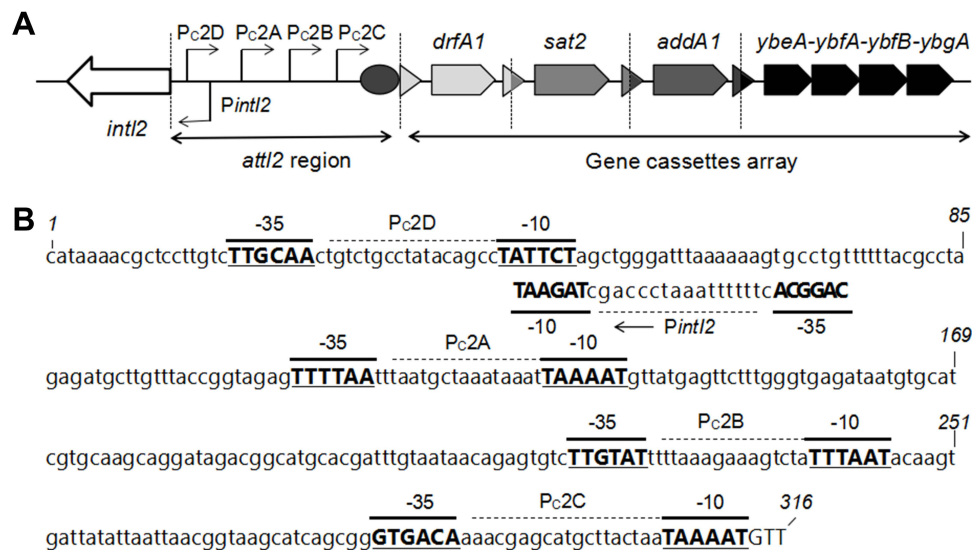 A
Pc2D Pc2A Pc2B Pc2C drfA1 sat2 addA1 ybeA-ybfA-ybfB-ybgA
intI2 PintI2
attI2 region Gene cassettes array
B
1 -35 Pc2D -10 85
cataaaacgctccttgtcTTGCAActgtctgcctatacagccTATTCTagctgggatttaaaaaagtgcctgttttttacgccta
TAAGATcgaccctaaattttttcACGGAC
-10 ← PintI2 -35
-35 Pc2A -10 169
gagatgcttgtttaccggtagagTTTTAAtttaatgctaaataaatTAAAATgttatgagttctttgggtgagataatgtgcat
-35 Pc2B -10 251
cgtgcaagcaggatagacggcatgcacgatttgtaataacagagtgtcTTGTATttttaaagaaagtctaTTTAATacaagt
-35 Pc2C -10 316
gattatattaattaacggtaagcatcagcggGTGACAaaacgagcatgcttactaaTAAAATGTT